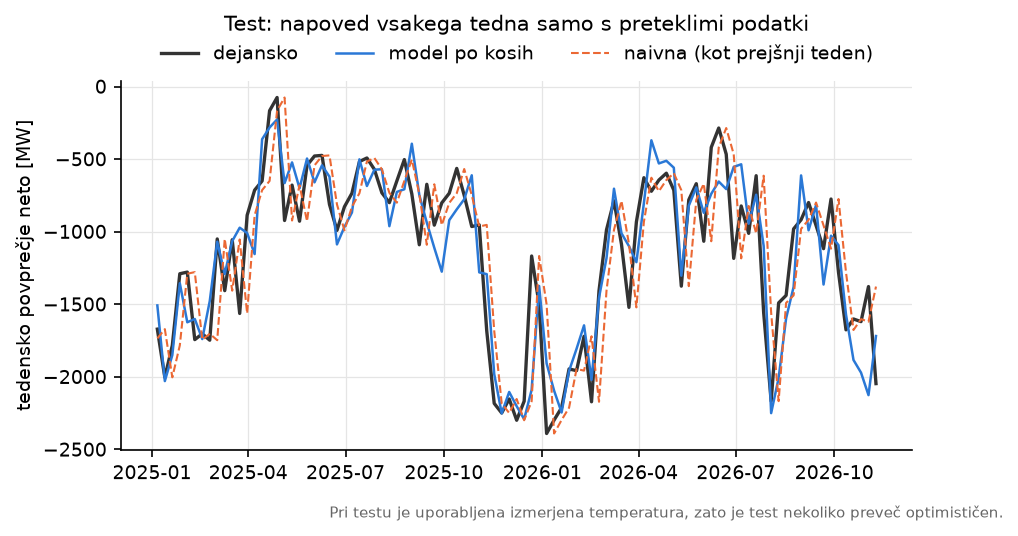 Test: napoved vsakega tedna samo s preteklimi podatki
dejansko model po kosih naivna (kot prejšnji teden)
tedensko povprečje neto [MW]
0
−500
−1000
−1500
−2000
−2500
2025-01 2025-04 2025-07 2025-10 2026-01 2026-04 2026-07 2026-10
Pri testu je uporabljena izmerjena temperatura, zato je test nekoliko preveč optimističen.